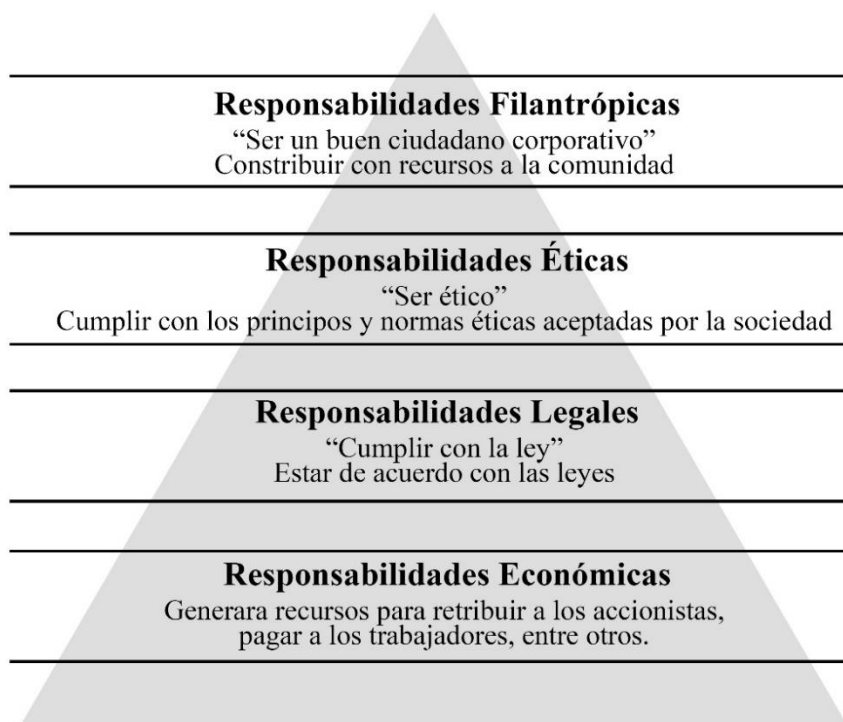 Responsabilidades Filantrópicas
“Ser un buen ciudadano corporativo”
Constribuir con recursos a la comunidad
Responsabilidades Éticas
“Ser ético”
Cumplir con los principos y normas éticas aceptadas por la sociedad
Responsabilidades Legales
“Cumplir con la ley”
Estar de acuerdo con las leyes
Responsabilidades Económicas
Generara recursos para retribuir a los accionistas,
pagar a los trabajadores, entre otros.